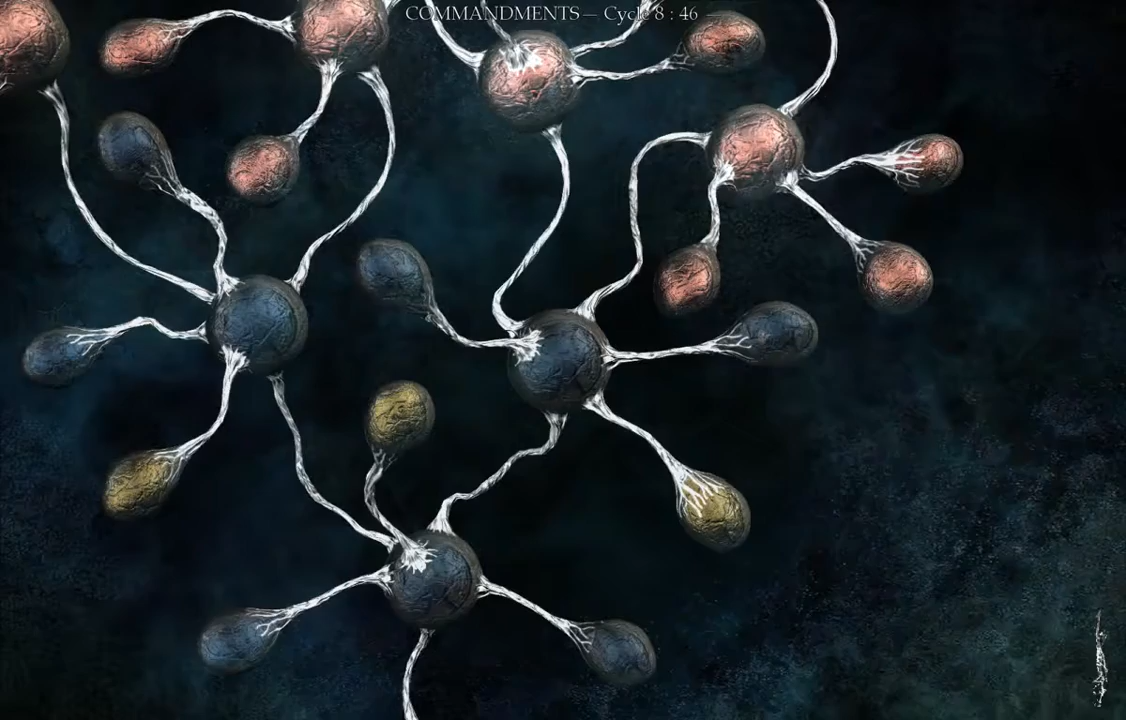 COMMANDMENTS — Cycle 8 : 46 —